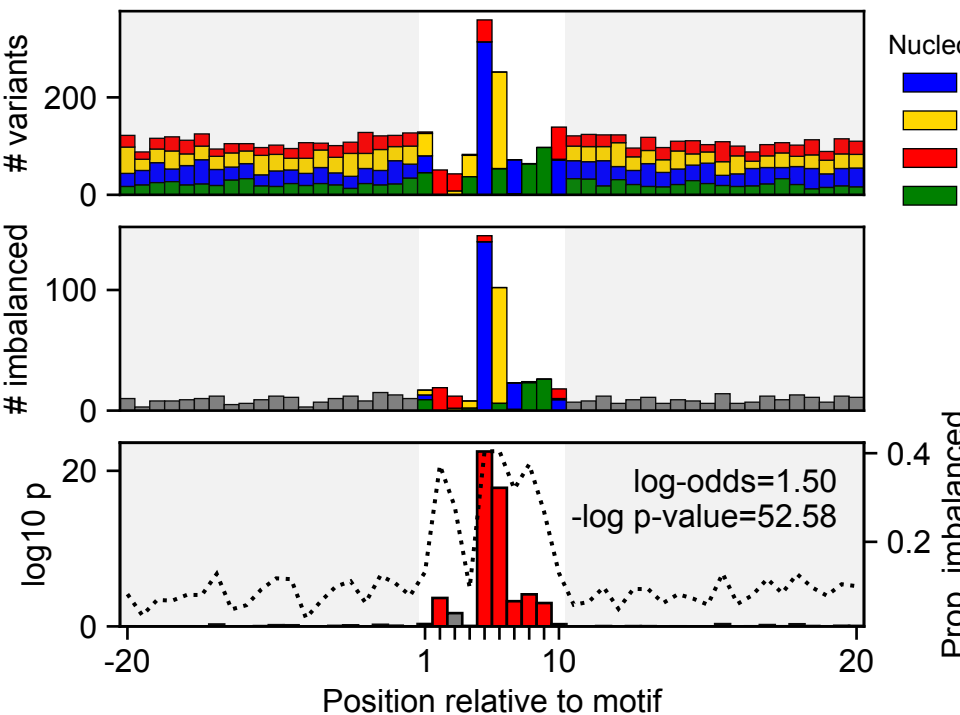 # variants
200
0
Nucleo
# imbalanced
100
0
log10 p
20
0
log-odds=1.50
-log p-value=52.58
0.4
0.2
Prop. imbalanced
-20
1
10
20
Position relative to motif